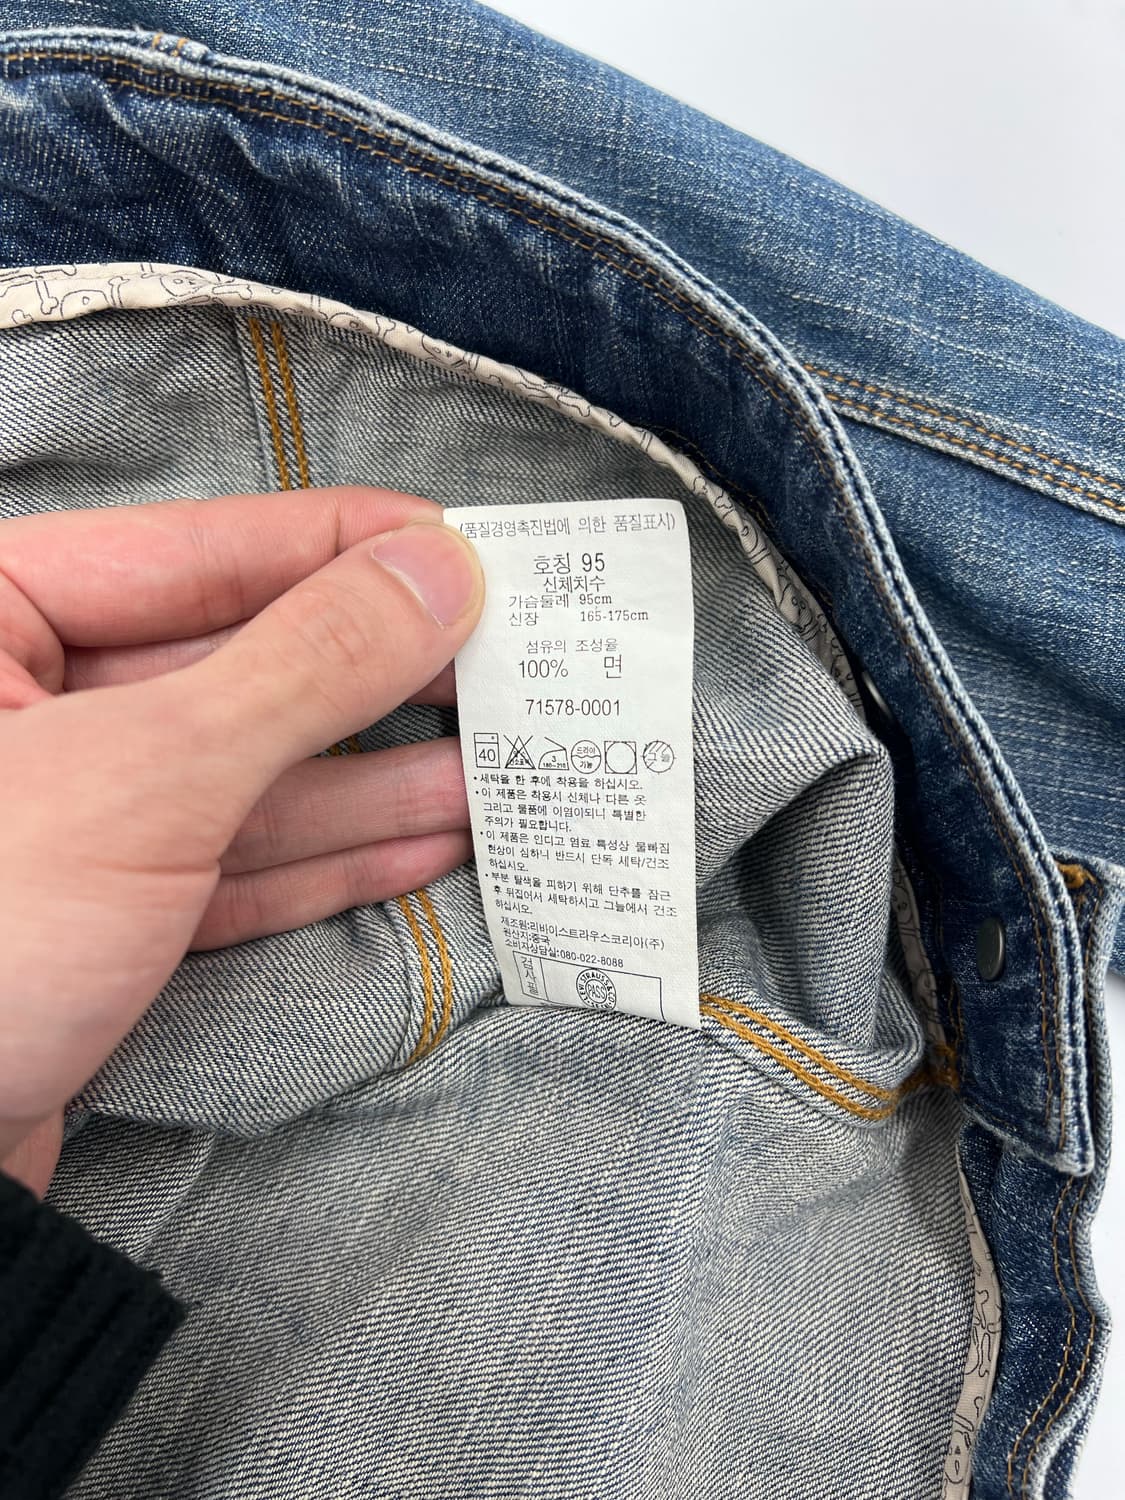 (품질경영촉진법에 의한 품질표시)
호칭 95
신체치수
가슴둘레 95cm
신장 165-175cm
섬유의 조성율
100% 면
71578-0001
40
3
180~210
드라이
가능
• 세탁을 한 후에 착용을 하십시오.
• 이 제품은 착용시 신체나 다른 옷
그리고 물품에 이염이되니 특별한
주의가 필요합니다.
• 이 제품은 인디고 염료 특성상 물빠짐
현상이 심하니 반드시 단독 세탁/건조
하십시오.
• 부분 탈색을 피하기 위해 단추를 잠근
후 뒤집어서 세탁하시고 그늘에서 건조
하십시오.
제조원:리바이스트라우스코리아(주)
원산지:중국
소비자상담실:080-022-8088
검사필